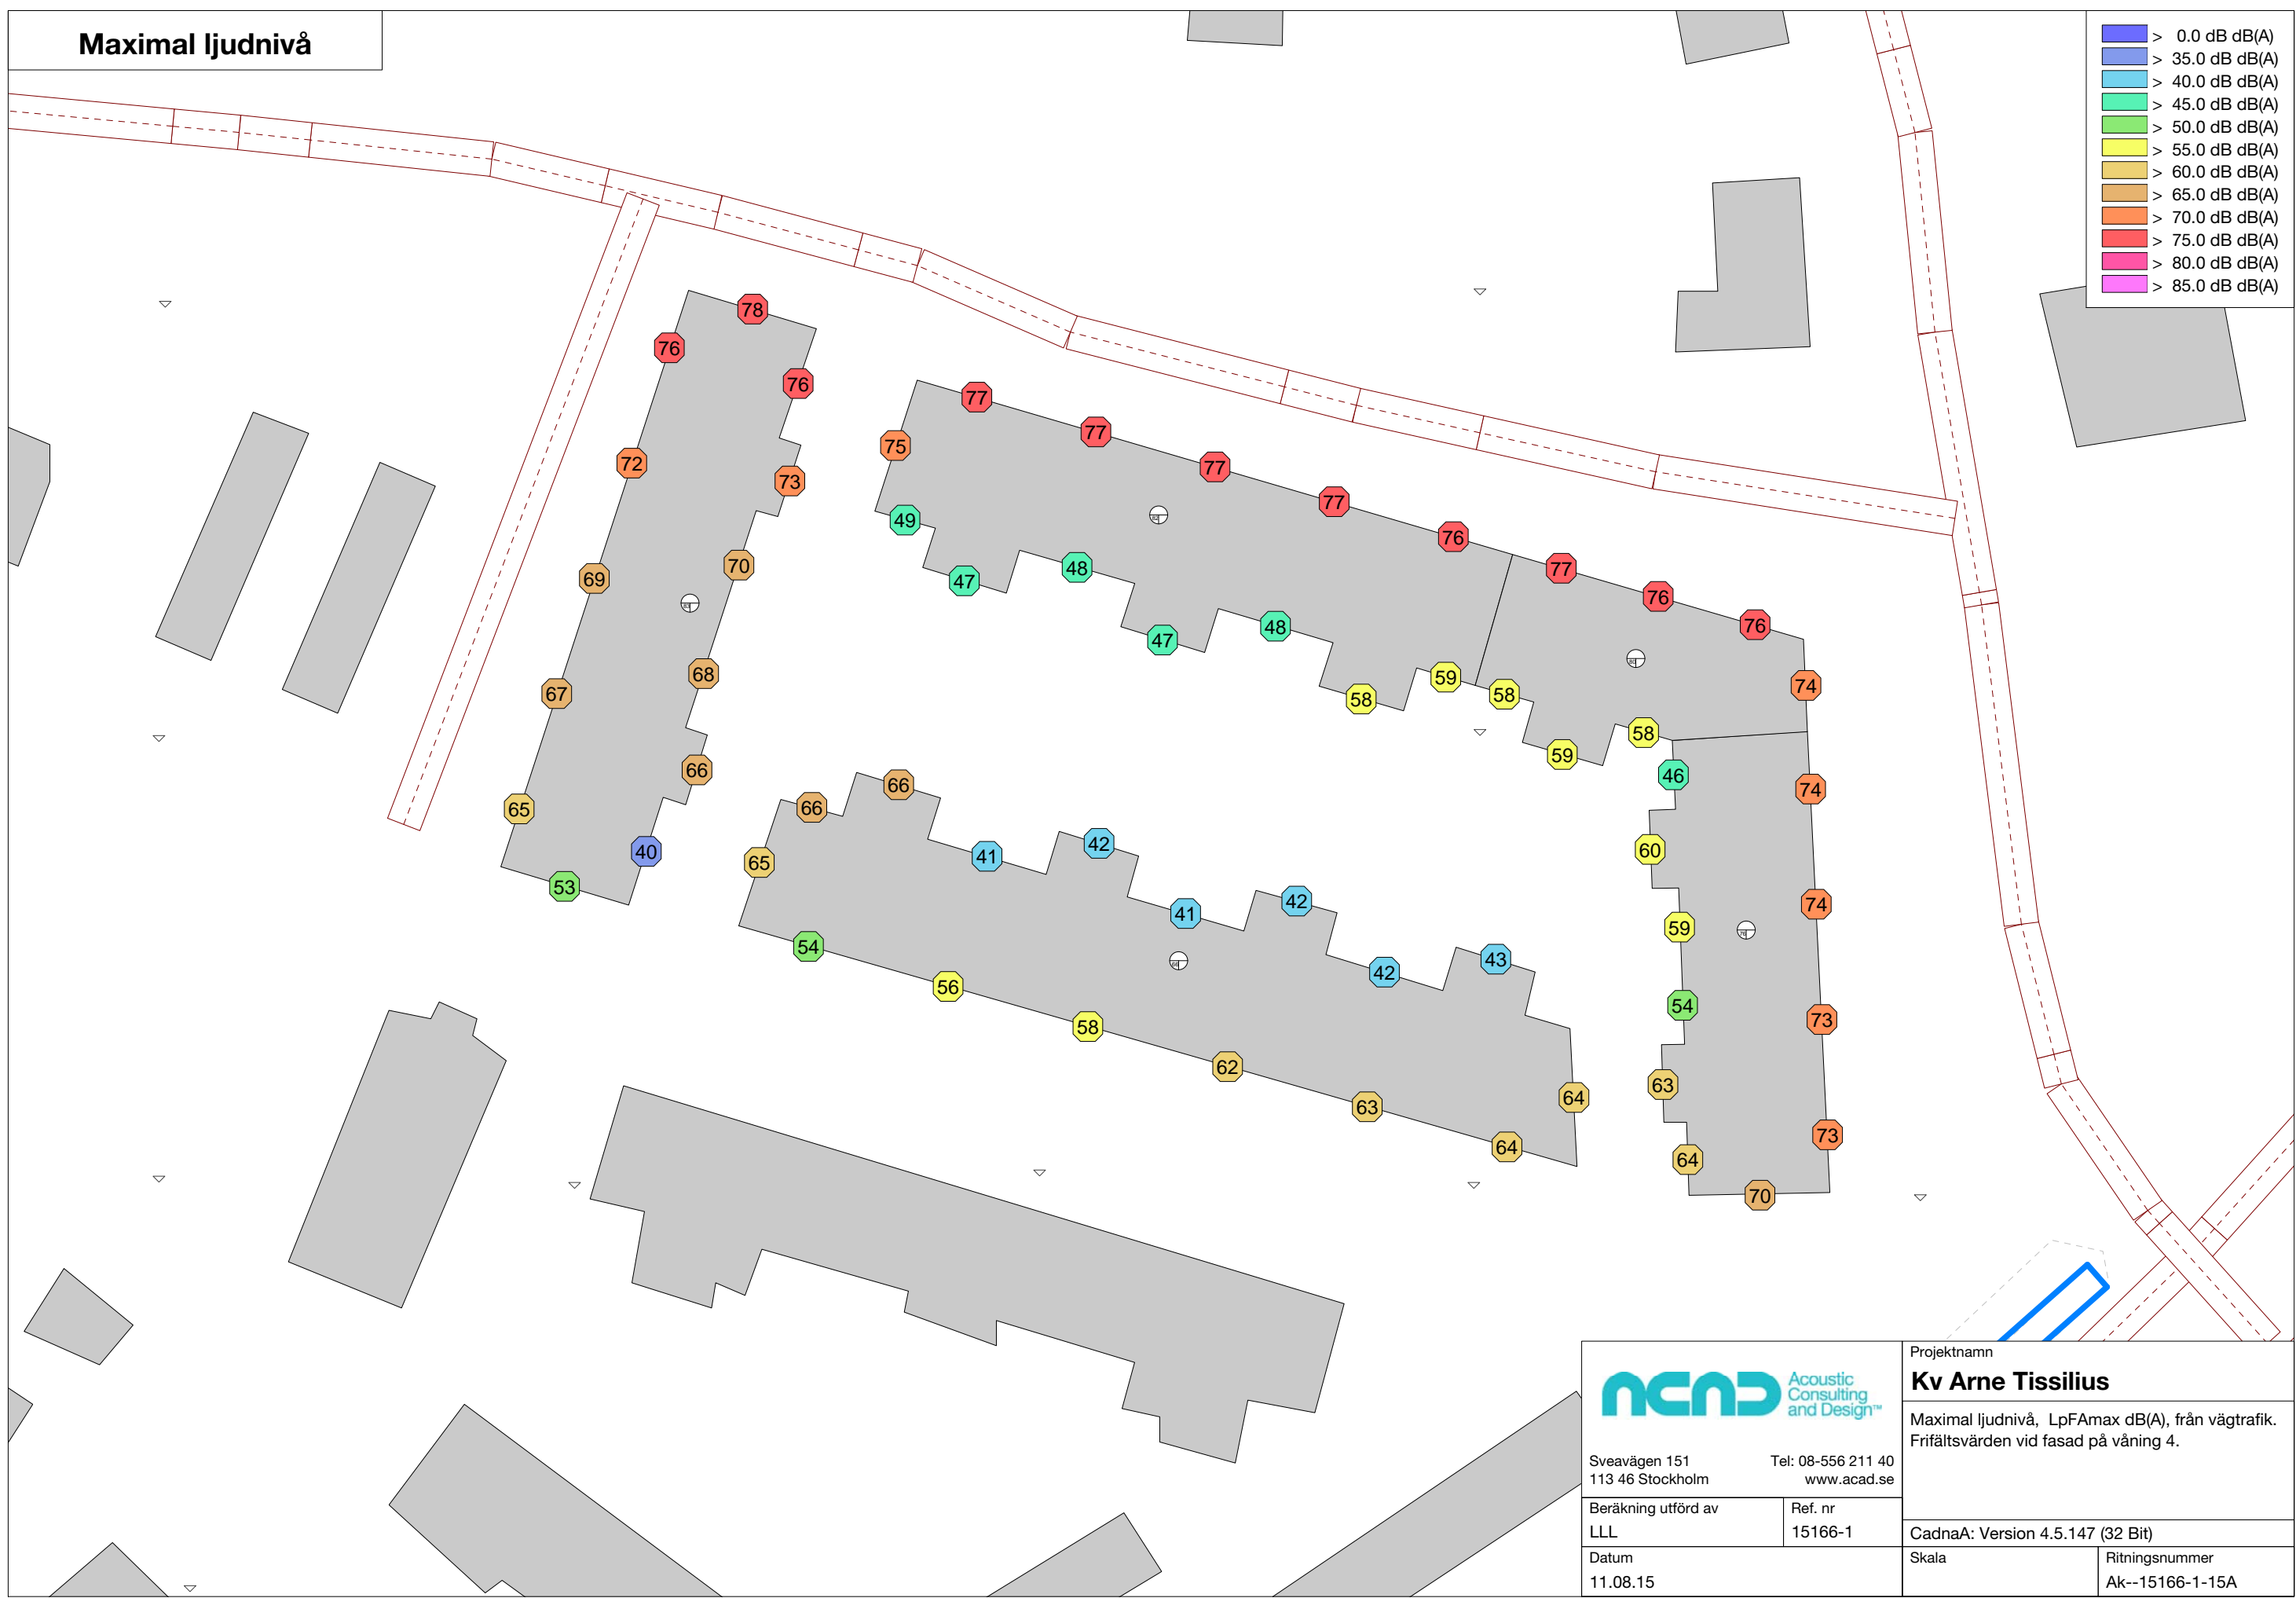 Maximal ljudnivå
> 0.0 dB dB(A)
> 35.0 dB dB(A)
> 40.0 dB dB(A)
> 45.0 dB dB(A)
> 50.0 dB dB(A)
> 55.0 dB dB(A)
> 60.0 dB dB(A)
> 65.0 dB dB(A)
> 70.0 dB dB(A)
> 75.0 dB dB(A)
> 80.0 dB dB(A)
> 85.0 dB dB(A)
78
76
76
72
73
69
70
67
68
66
65
40
53
77
77
77
77
76
75
49
47
48
47
48
58
59
77
76
76
74
58
59
58
46
74
60
74
59
54
73
63
73
64
70
66
66
65
41
42
41
42
42
43
54
56
58
62
63
64
64
ACAD
Acoustic
Consulting
and Design™
Sveavägen 151 Tel: 08-556 211 40
113 46 Stockholm www.acad.se
Beräkning utförd av
LLL
Ref. nr
15166-1
Datum
11.08.15
Projektnamn
Kv Arne Tissilius
Maximal ljudnivå, LpFAmax dB(A), från vägtrafik.
Frifältsvärden vid fasad på våning 4.
CadnaA: Version 4.5.147 (32 Bit)
Skala
Ritningsnummer
Ak--15166-1-15A